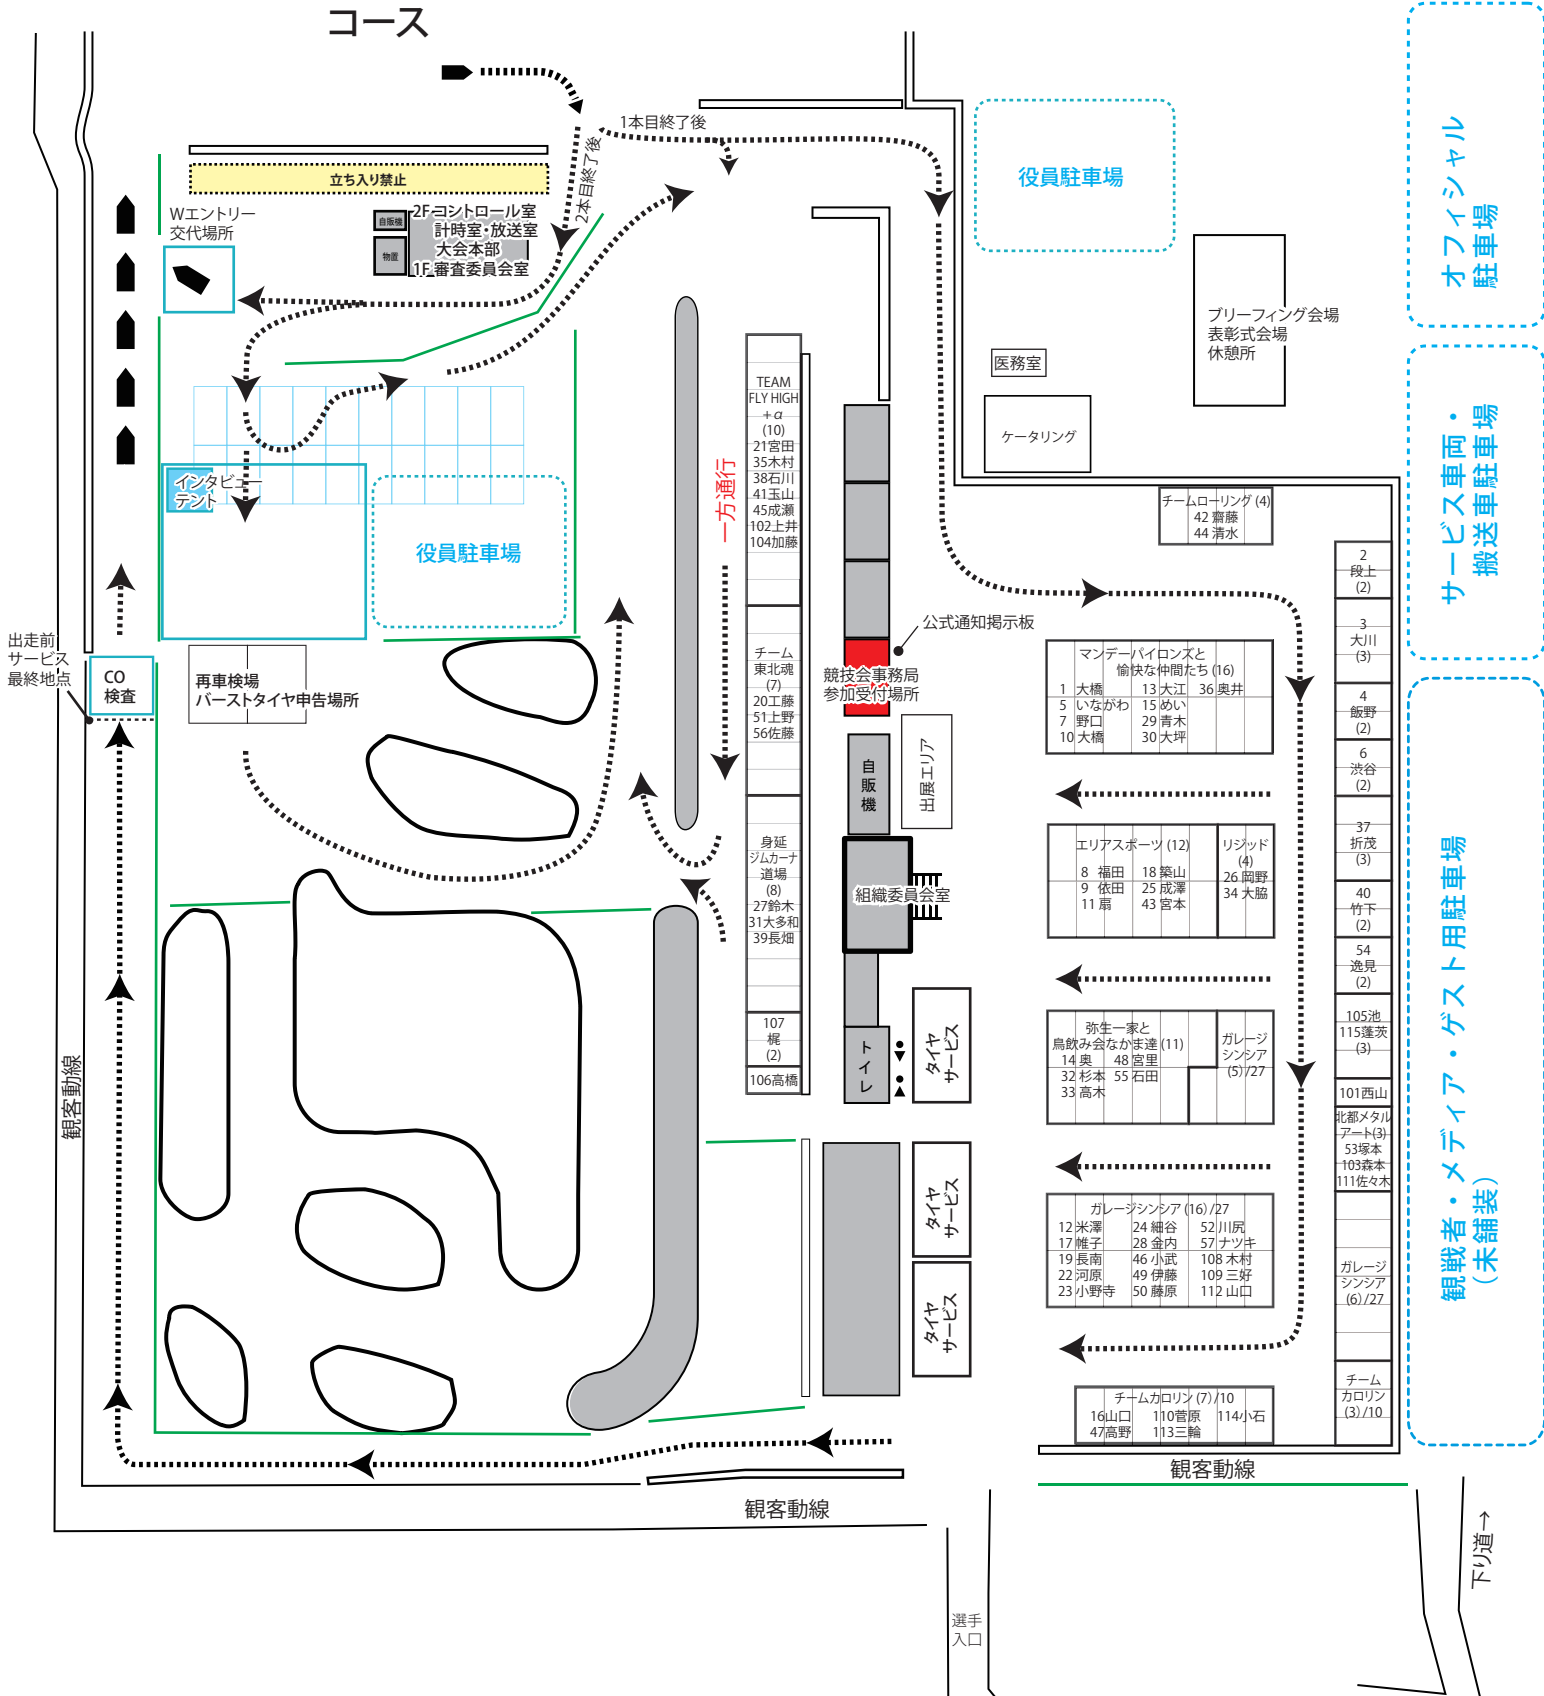 コース
1本目終了後
2本目終了後
立ち入り禁止
Wエントリー
交代場所
自販機
物置
2F コントロール室
計時室・放送室
大会本部
1F 審査委員会室
役員駐車場
オフィシャル
駐車場
ブリーフィング会場
表彰式会場
休憩所
医務室
ケータリング
サービス車両・
搬送車駐車場
インタビュー
テント
役員駐車場
一方通行
TEAM
FLY HIGH
+α
(10)
21宮田
35木村
38石川
41玉山
45成瀬
102上井
104加藤
チーム
東北魂
(7)
20工藤
51上野
56佐藤
身延
ジムカーナ
道場
(8)
27鈴木
31大多和
39長畑
107
梶
(2)
106高橋
出走前
サービス
最終地点
CO
検査
再車検場
バーストタイヤ申告場所
公式通知掲示板
競技会事務局
参加受付場所
自販機
出展エリア
組織委員会室
トイレ
タイヤ
サービス
タイヤ
サービス
タイヤ
サービス
チームローリング (4)
42 齋藤
44 清水
マンデーパイロンズと
愉快な仲間たち (16)
1 大橋 13 大江 36 奥井
5 いながわ 15 めい
7 野口 29 青木
10 大橋 30 大坪
エリアスポーツ (12)
8 福田 18 築山
9 依田 25 成澤
11 扇 43 宮本
リジッド
(4)
26 岡野
34 大脇
弥生一家と
鳥飲み会なかま達 (11)
14 奥 48 宮里
32 杉本 55 石田
33 高木
ガレージ
シンシア
(5)/27
ガレージシンシア (16)/27
12 米澤 24 細谷 52 川尻
17 帷子 28 金内 57 ナツキ
19 長南 46 小武 108 木村
22 河原 49 伊藤 109 三好
23 小野寺 50 藤原 112 山口
チームカロリン (7)/10
16山口 110菅原 114小石
47高野 113三輪
2
段上
(2)
3
大川
(3)
4
飯野
(2)
6
渋谷
(2)
37
折茂
(3)
40
竹下
(2)
54
逸見
(2)
105池
115蓬茨
(3)
101西山
北都メタル
アート(3)
53塚本
103森本
111佐々木
ガレージ
シンシア
(6)/27
チーム
カロリン
(3)/10
観戦者・メディア・ゲスト用駐車場
（未舗装）
観客動線
観客動線
観客動線
下り道→
選手
入口